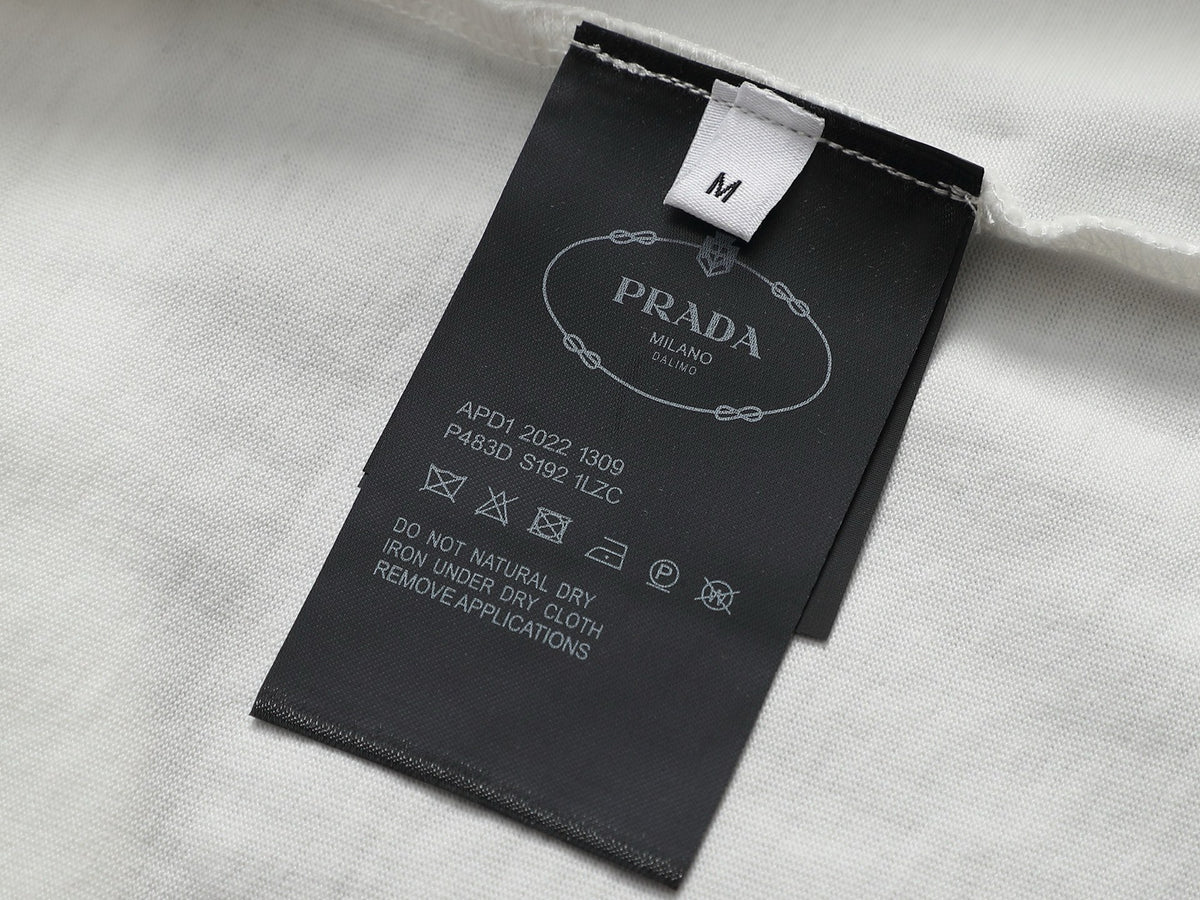 M
PRADA
MILANO
DALIMO
APD1 2022 1309
P483D S192 1LZC
P
W
DO NOT NATURAL DRY
IRON UNDER DRY CLOTH
REMOVE APPLICATIONS